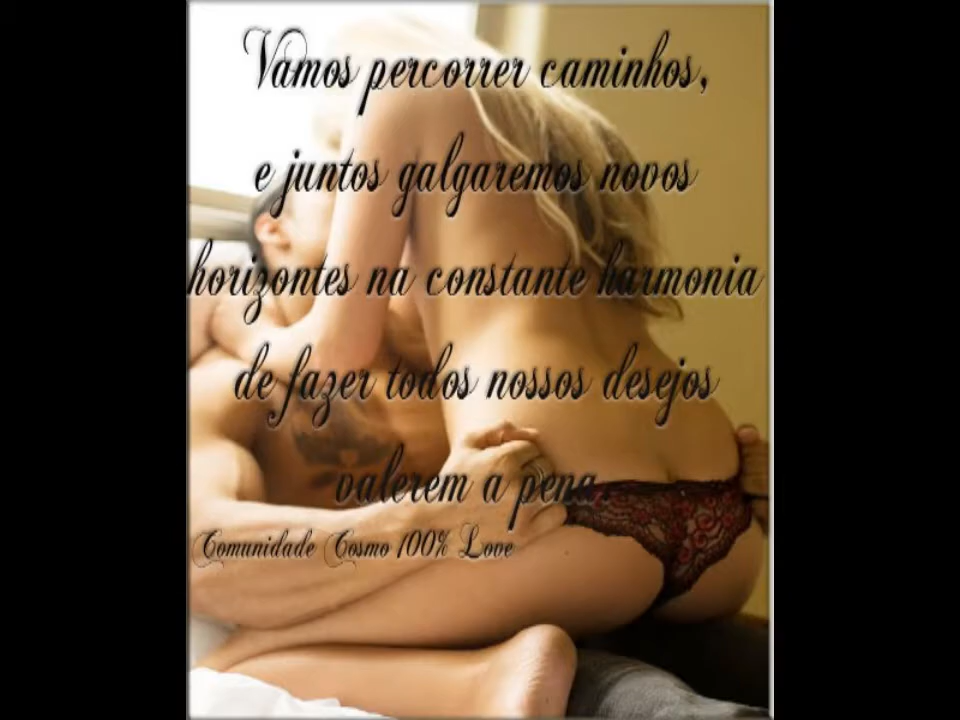 Vamos percorrer caminhos,
e juntos galgaremos novos
horizontes na constante harmonia
de fazer todos nossos desejos
valerem a pena.
Comunidade Cosmo 100% Love